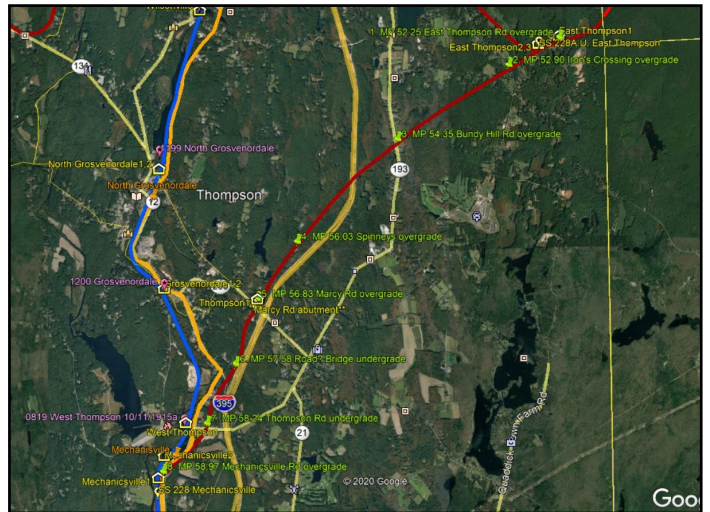 Wilsonville
1. MP 52.25 East Thompson Rd overgrade
East Thompson1
East Thompson2,3
SS 228A.U. East Thompson
2. MP 52.90 Iron's Crossing overgrade
131
3. MP 54.35 Bundy Hill Rd overgrade
1199 North Grosvenordale
North Grosvenordale1,2
193
North Grosvenordale
Thompson
12
4. MP 56.03 Spinneys overgrade
1200 Grosvenordale
Grosvenordale1,2
5. MP 56.83 Marcy Rd overgrade
Thompson1
Marcy Rd abutment
6. MP 57.58 Road? Bridge undergrade
395
0819 West Thompson 10/11/1915a
7. MP 58.24 Thompson Rd undergrade
West Thompson
21
Quaddick Town Farm Rd
Mechanicsville
Mechanicsville2
8. MP 58.97 Mechanicsville Rd overgrade
Mechanicsville1
SS 228 Mechanicsville
© 2020 Google
Goo